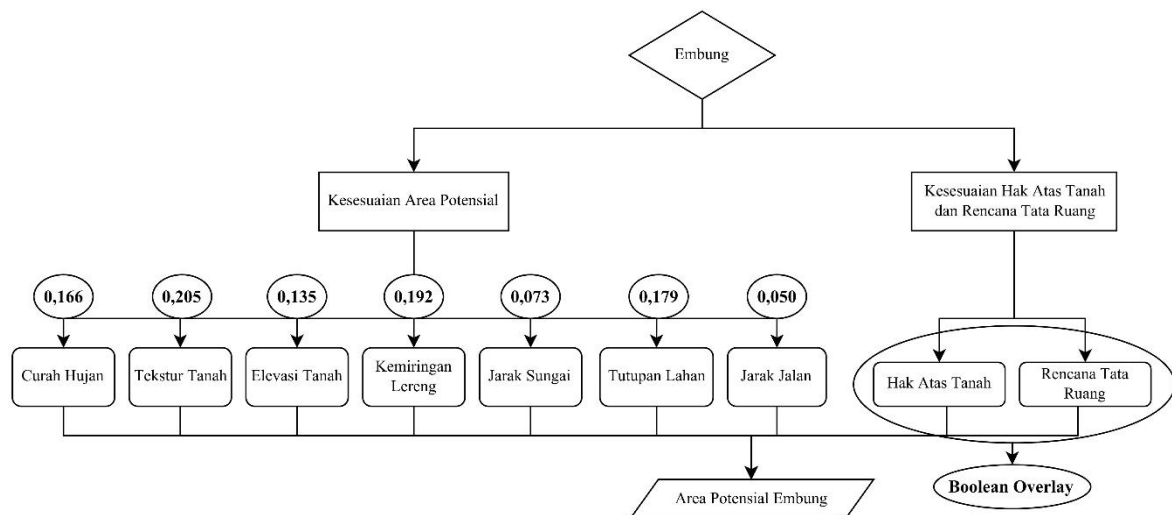 Embung
Kesesuaian Area Potensial
Kesesuaian Hak Atas Tanah
dan Rencana Tata Ruang
0,166
0,205
0,135
0,192
0,073
0,179
0,050
Curah Hujan
Tekstur Tanah
Elevasi Tanah
Kemiringan
Lereng
Jarak Sungai
Tutupan Lahan
Jarak Jalan
Hak Atas Tanah
Rencana Tata
Ruang
Area Potensial Embung
Boolean Overlay